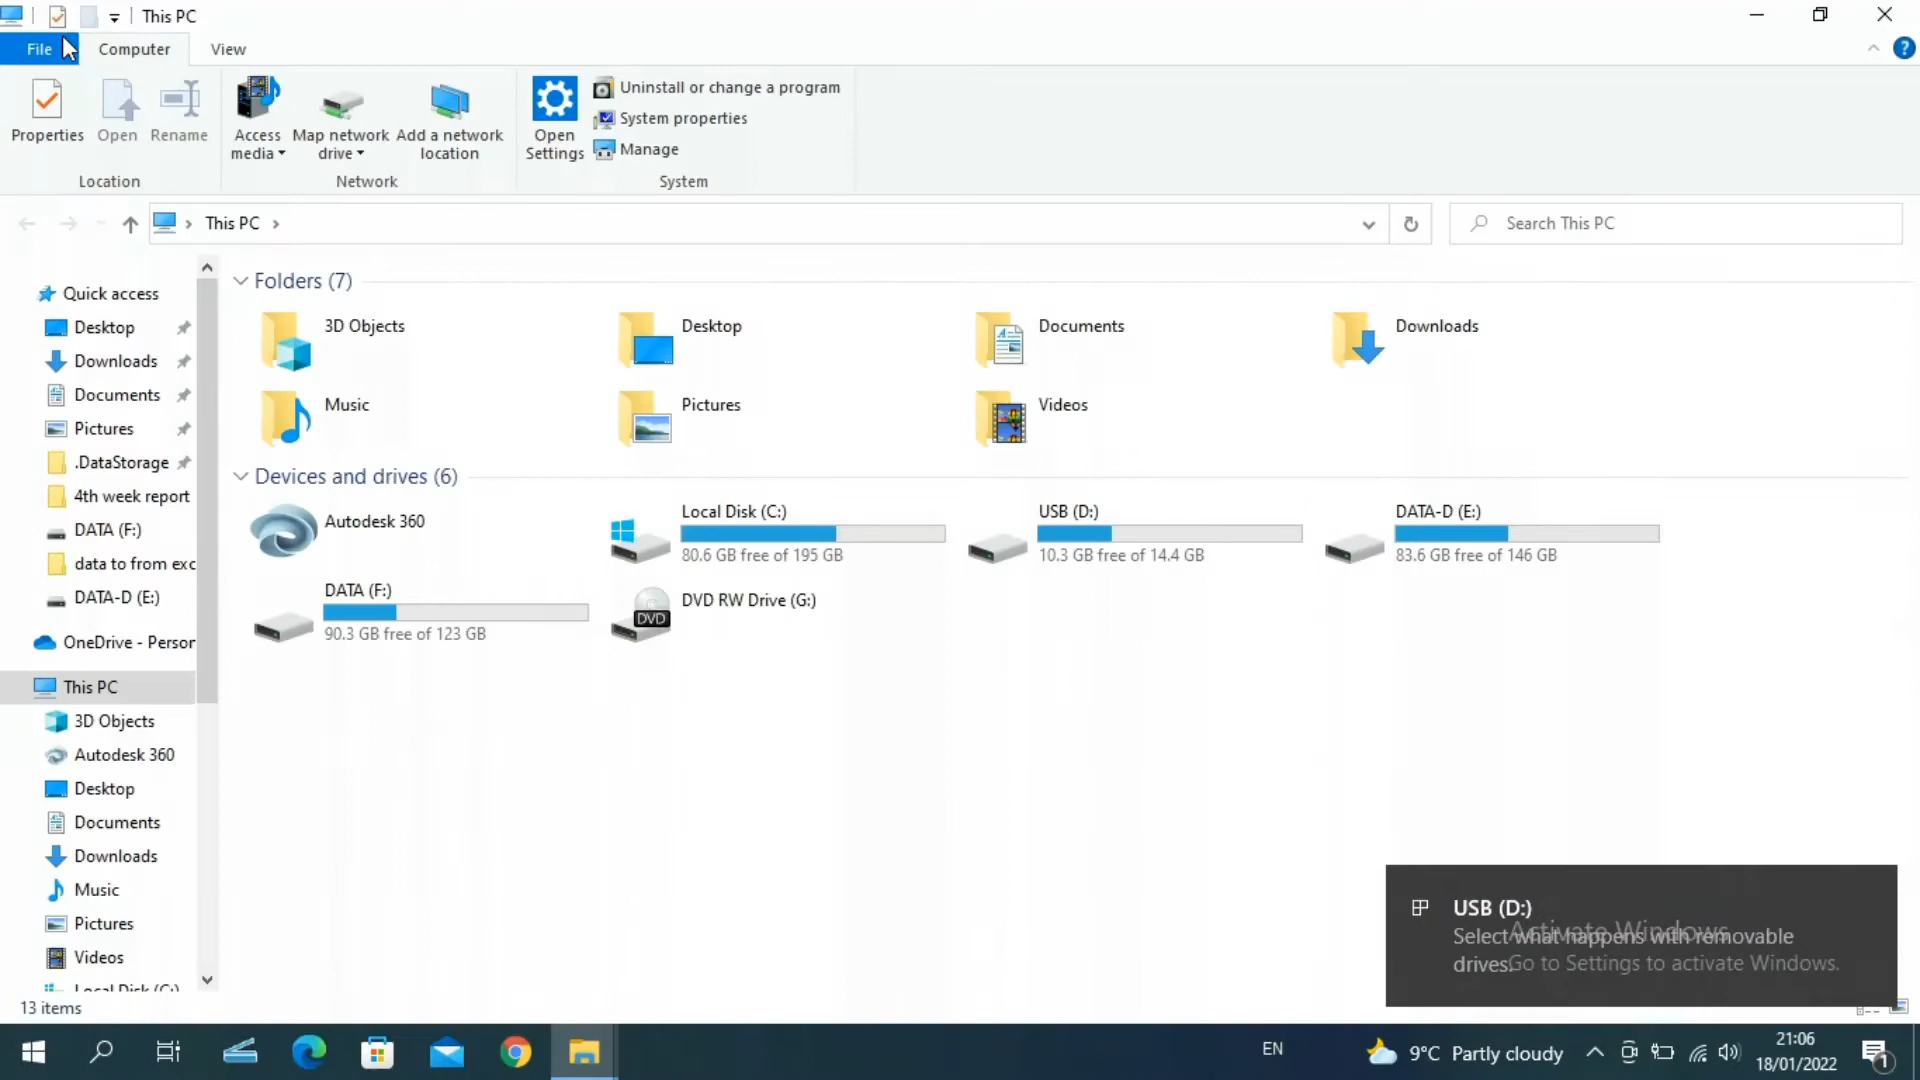 This PC
File
Computer
View
Properties
Open
Rename
Access
media
Map network
drive
Add a network
location
Open
Settings
Uninstall or change a program
System properties
Manage
Location
Network
System
This PC
Search This PC
Quick access
Desktop
Downloads
Documents
Pictures
.DataStorage
4th week report
DATA (F:)
data to from exc
DATA-D (E:)
OneDrive - Person
This PC
3D Objects
Autodesk 360
Desktop
Documents
Downloads
Music
Pictures
Videos
Local Disk (C:)
Folders (7)
3D Objects
Desktop
Documents
Downloads
Music
Pictures
Videos
Devices and drives (6)
Autodesk 360
Local Disk (C:)
80.6 GB free of 195 GB
USB (D:)
10.3 GB free of 14.4 GB
DATA-D (E:)
83.6 GB free of 146 GB
DATA (F:)
90.3 GB free of 123 GB
DVD
DVD RW Drive (G:)
USB (D:)
Select what happens with removable
drives.
Activate Windows
Go to Settings to activate Windows.
13 items
EN
9°C Partly cloudy
21:06
18/01/2022
1